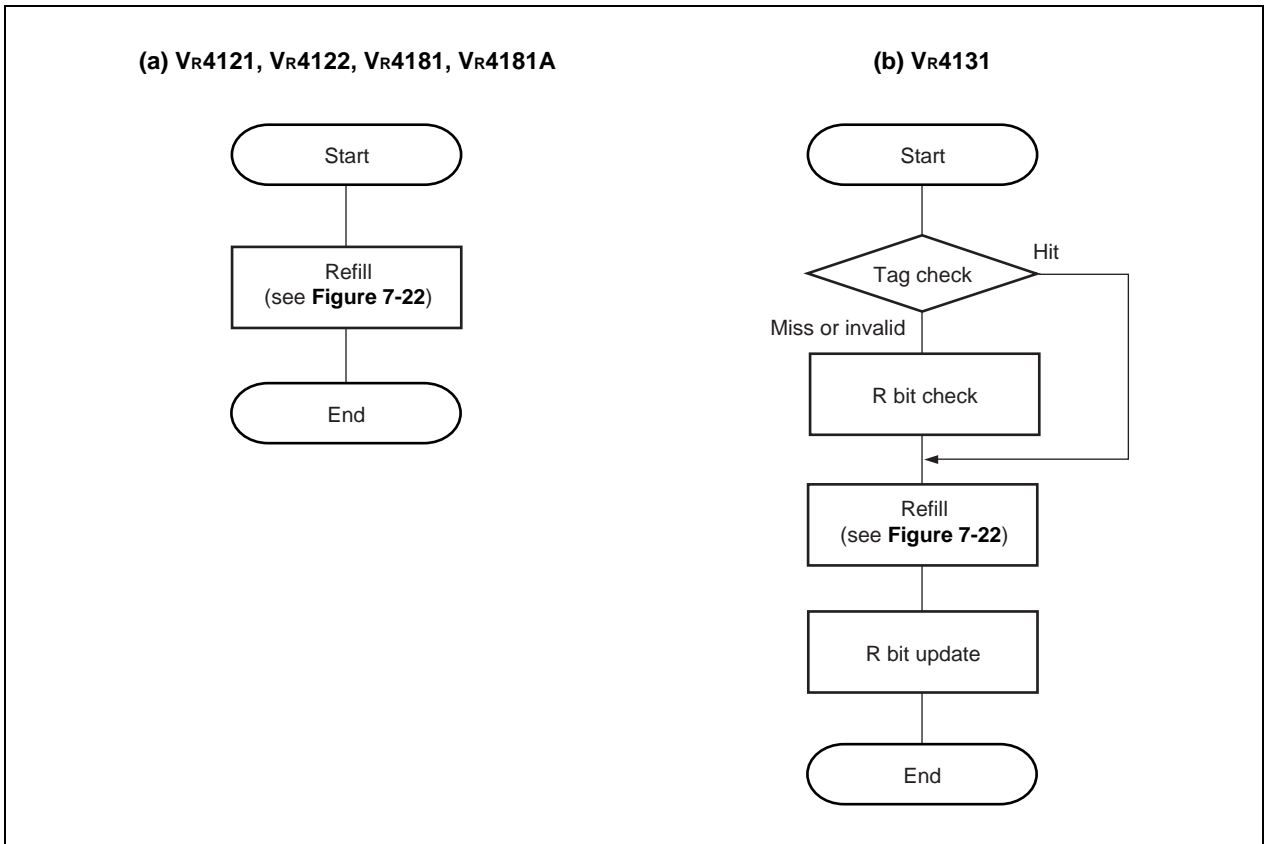 (a) VR4121, VR4122, VR4181, VR4181A
Start
Refill
(see Figure 7-22)
End
(b) VR4131
Start
Tag check
Hit
Miss or invalid
R bit check
Refill
(see Figure 7-22)
R bit update
End